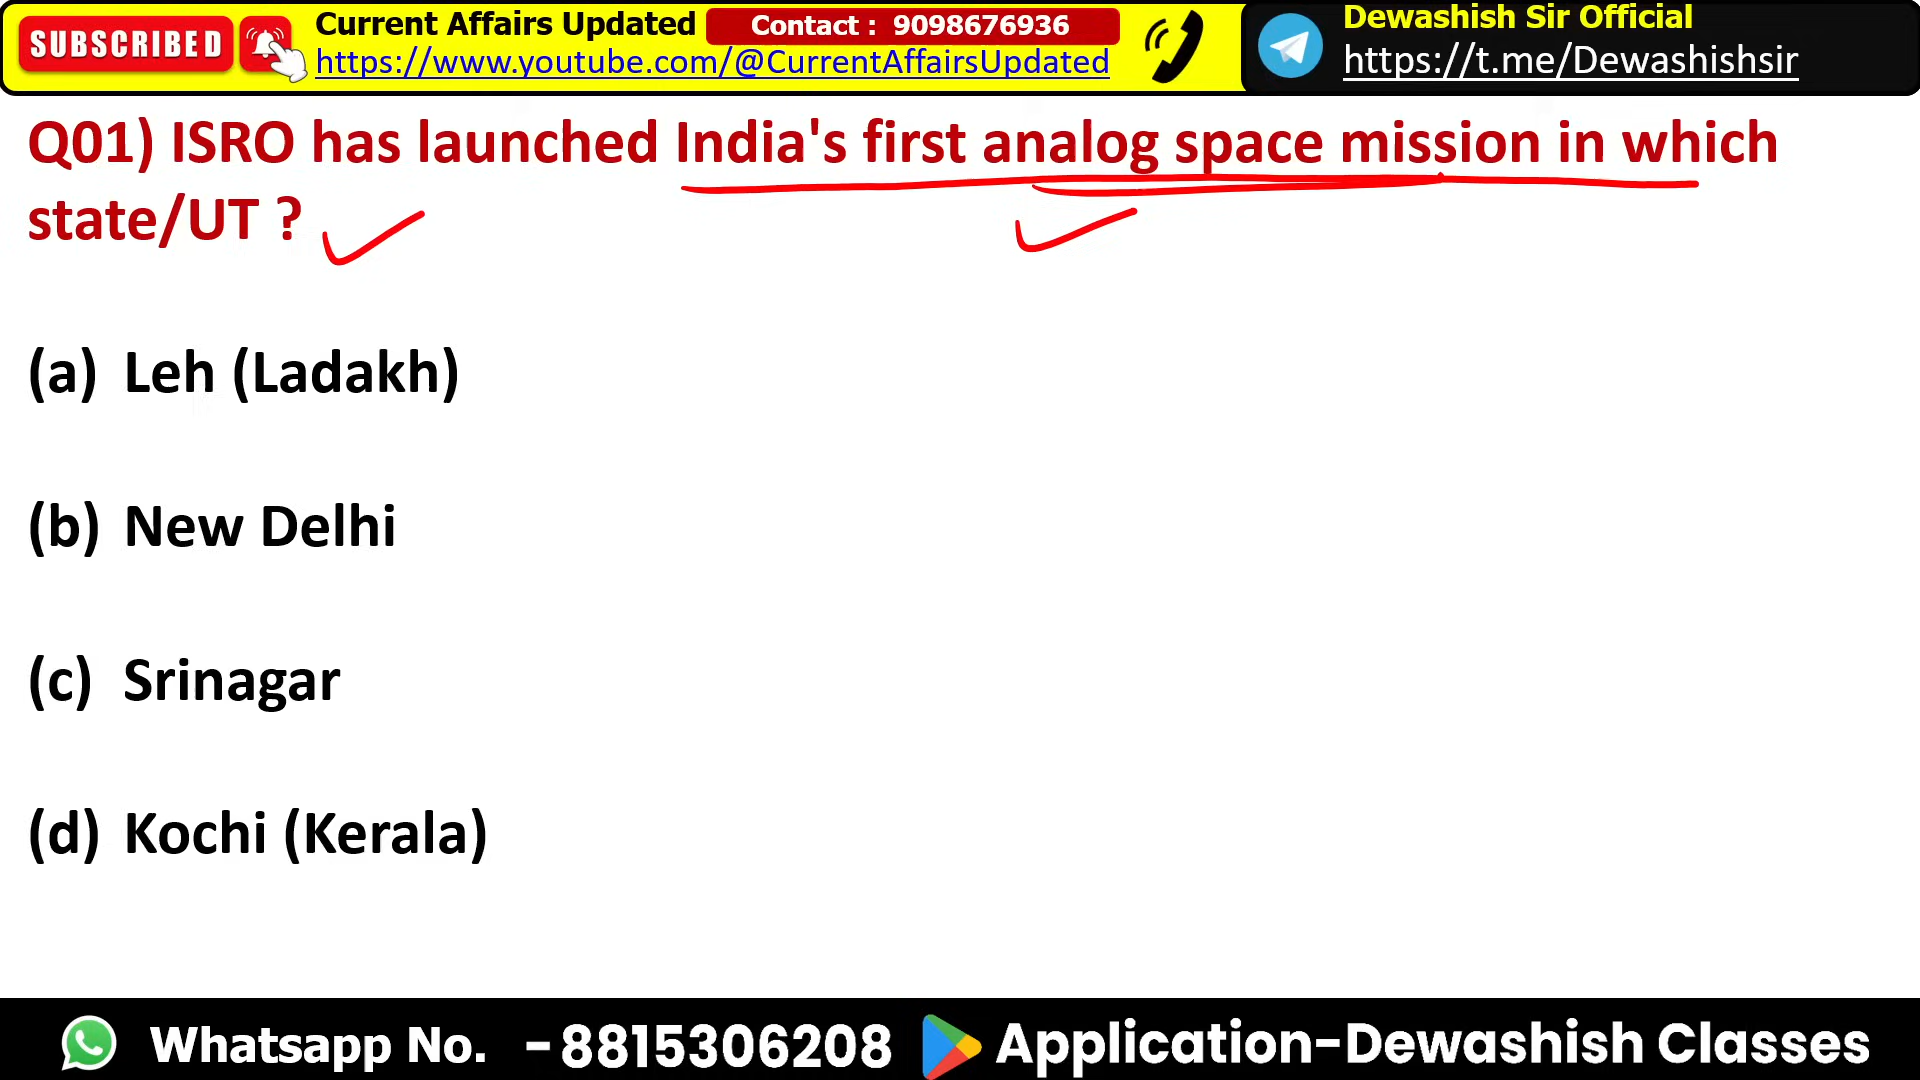 SUBSCRIBED
Current Affairs Updated
Contact : 9098676936
https://www.youtube.com/@CurrentAffairsUpdated
Dewashish Sir Official
https://t.me/Dewashishsir
Q01) ISRO has launched India's first analog space mission in which
state/UT ?
(a) Leh (Ladakh)
(b) New Delhi
(c) Srinagar
(d) Kochi (Kerala)
Whatsapp No. -8815306208
Application-Dewashish Classes